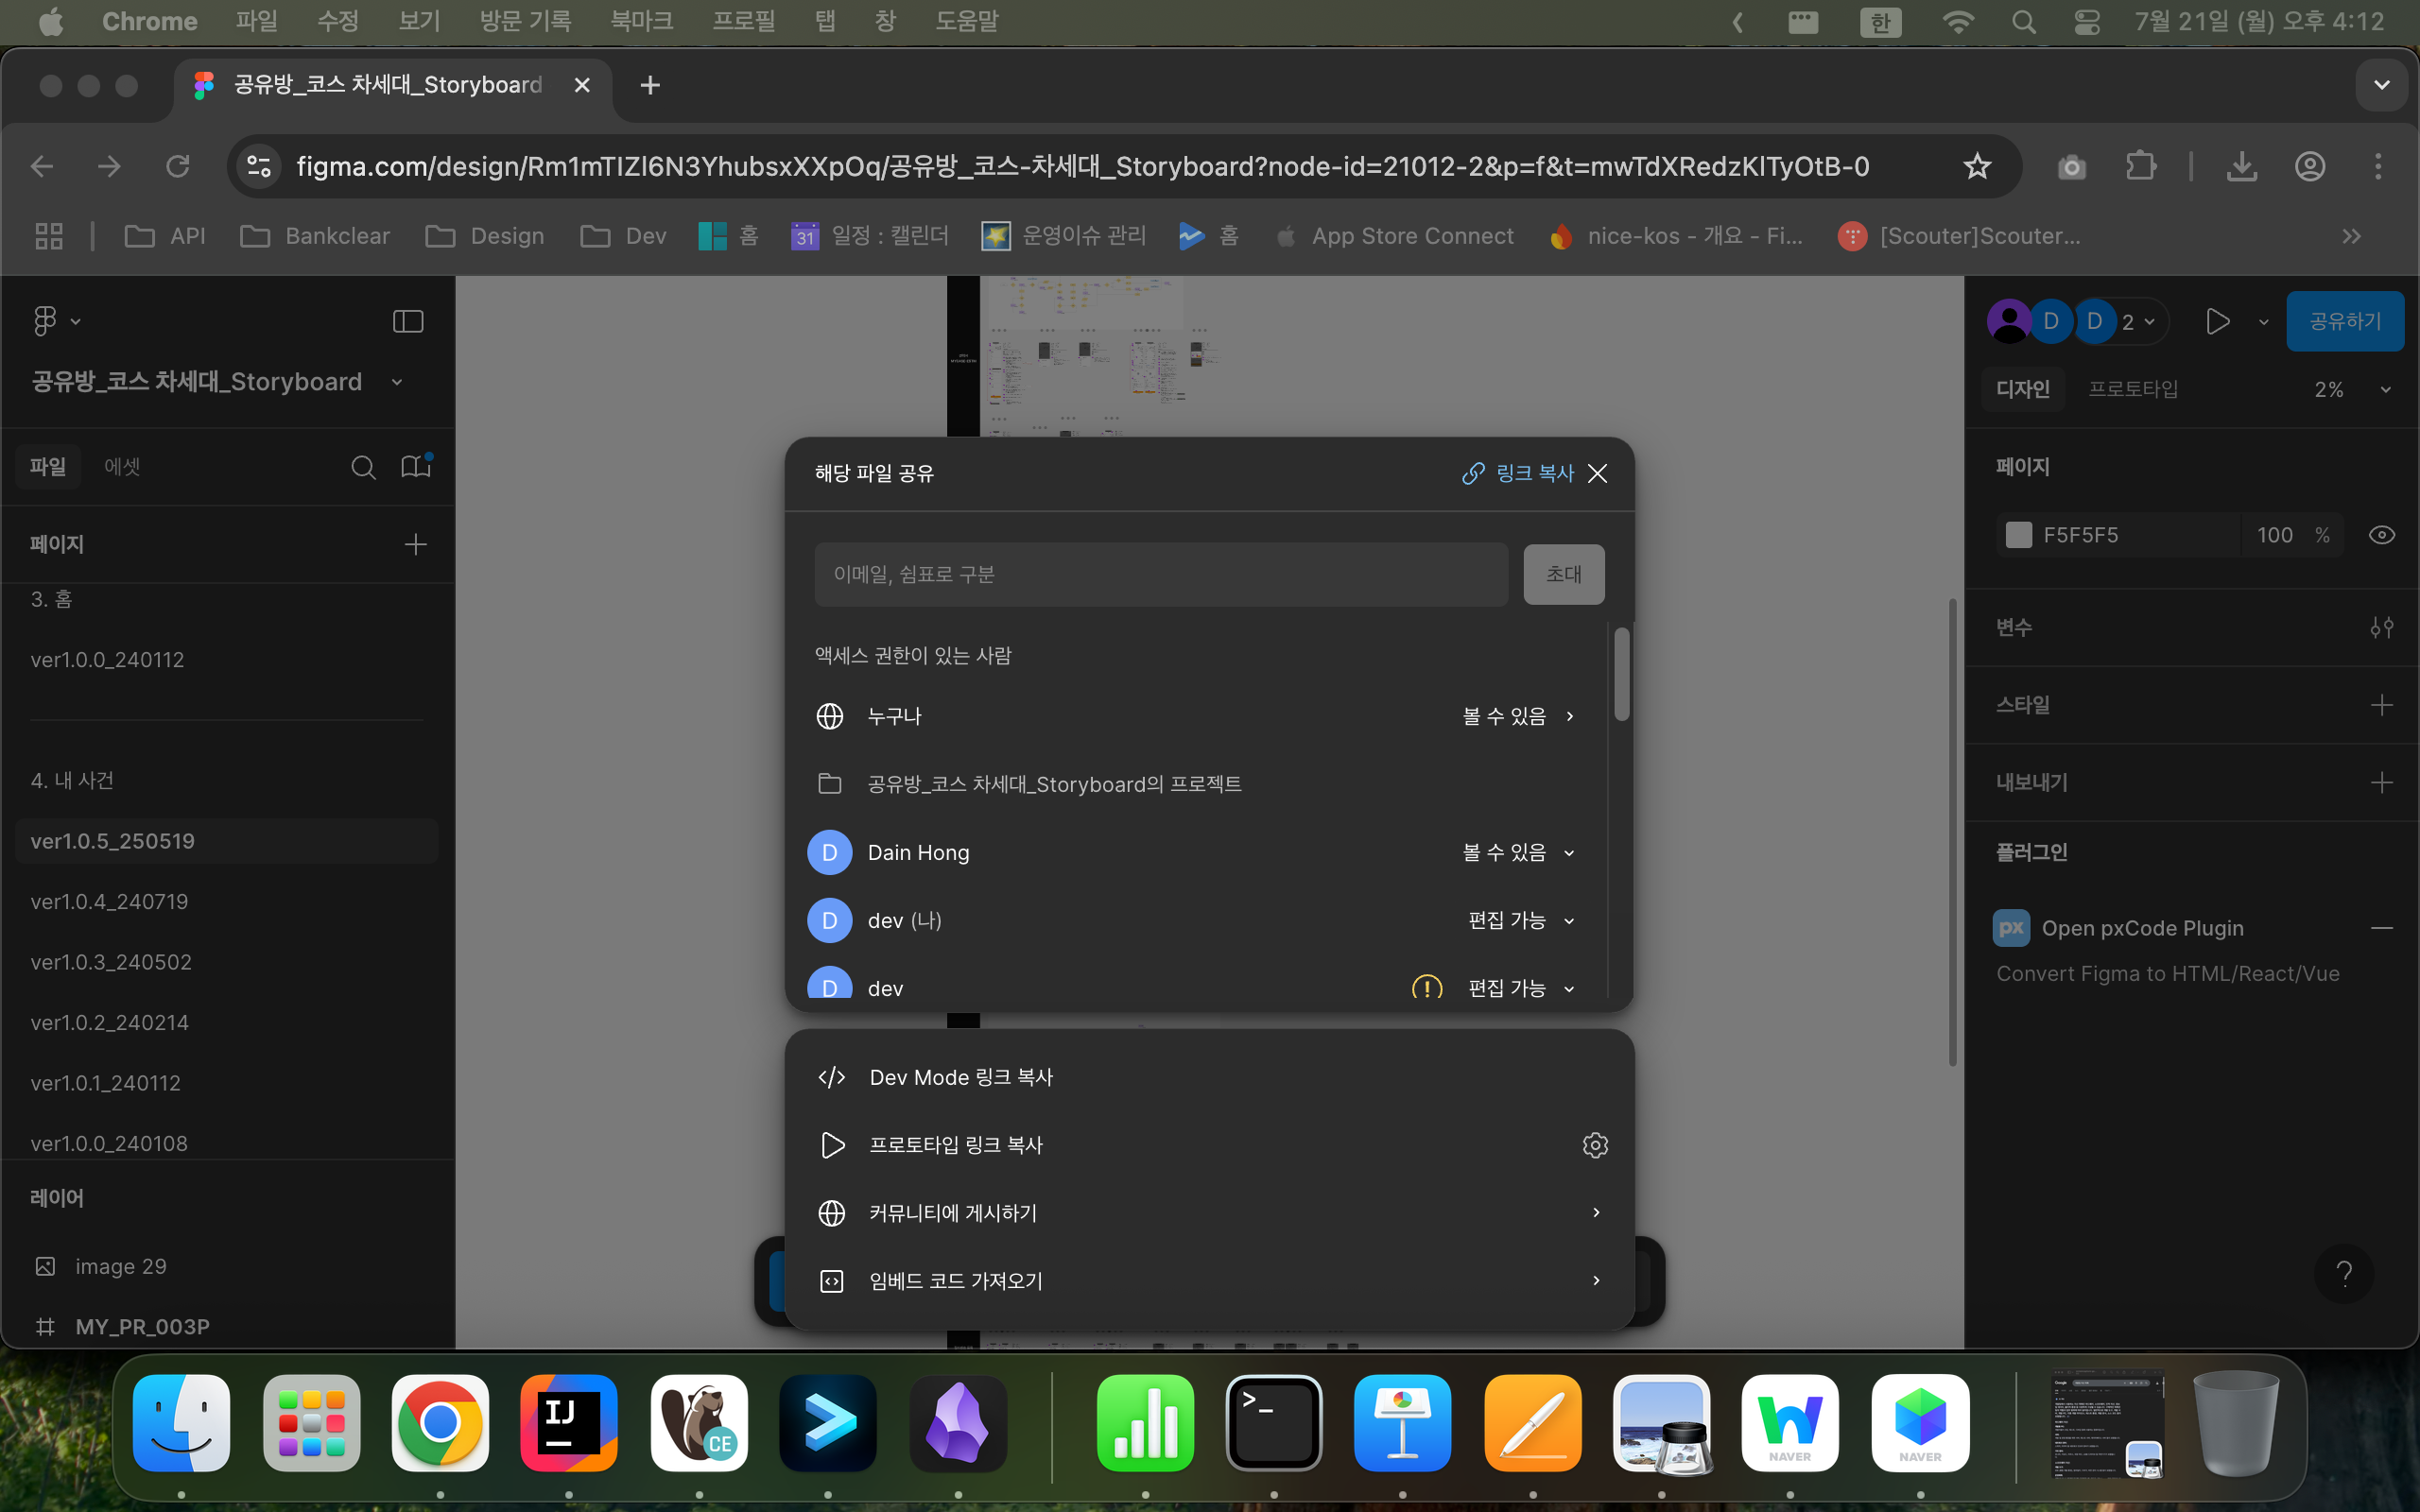 Chrome 파일 수정 보기 방문 기록 북마크 프로필 탭 창 도움말 한 7월 21일 (월) 오후 4:12
공유방_코스 차세대_Storyboard
figma.com/design/Rm1mTIZl6N3YhubsxXXpOq/공유방_코스-차세대_Storyboard?node-id=21012-2&p=f&t=mwTdXRedzKlTyOtB-0
API Bankclear Design Dev 홈 31 일정 : 캘린더 운영이슈 관리 홈 App Store Connect nice-kos - 개요 - Fi... [Scouter]Scouter...
공유방_코스 차세대_Storyboard
파일 에셋
페이지
3. 홈
ver1.0.0_240112
4. 내 사건
ver1.0.5_250519
ver1.0.4_240719
ver1.0.3_240502
ver1.0.2_240214
ver1.0.1_240112
ver1.0.0_240108
레이어
image 29
MY_PR_003P
해당 파일 공유 링크 복사
이메일, 쉼표로 구분 초대
액세스 권한이 있는 사람
누구나 볼 수 있음
공유방_코스 차세대_Storyboard의 프로젝트
D Dain Hong 볼 수 있음
D dev (나) 편집 가능
D dev 편집 가능
Dev Mode 링크 복사
프로토타입 링크 복사
커뮤니티에 게시하기
임베드 코드 가져오기
D D 2 공유하기
디자인 프로토타입 2%
페이지
F5F5F5 100 %
변수
스타일
내보내기
플러그인
px Open pxCode Plugin
Convert Figma to HTML/React/Vue
?
IJ CE NAVER NAVER